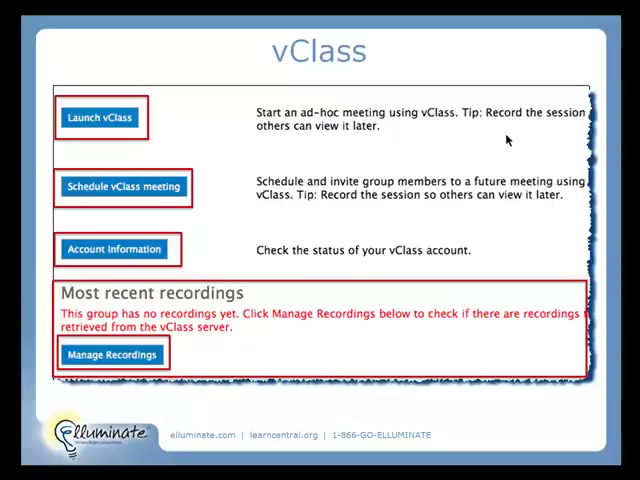 vClass
Launch vClass
Start an ad-hoc meeting using vClass. Tip: Record the session
others can view it later.
Schedule vClass meeting
Schedule and invite group members to a future meeting using
vClass. Tip: Record the session so others can view it later.
Account Information
Check the status of your vClass account.
Most recent recordings
This group has no recordings yet. Click Manage Recordings below to check if there are recordings t
retrieved from the vClass server.
Manage Recordings
elluminate
elluminate.com | learncentral.org | 1-866-GO-ELLUMINATE